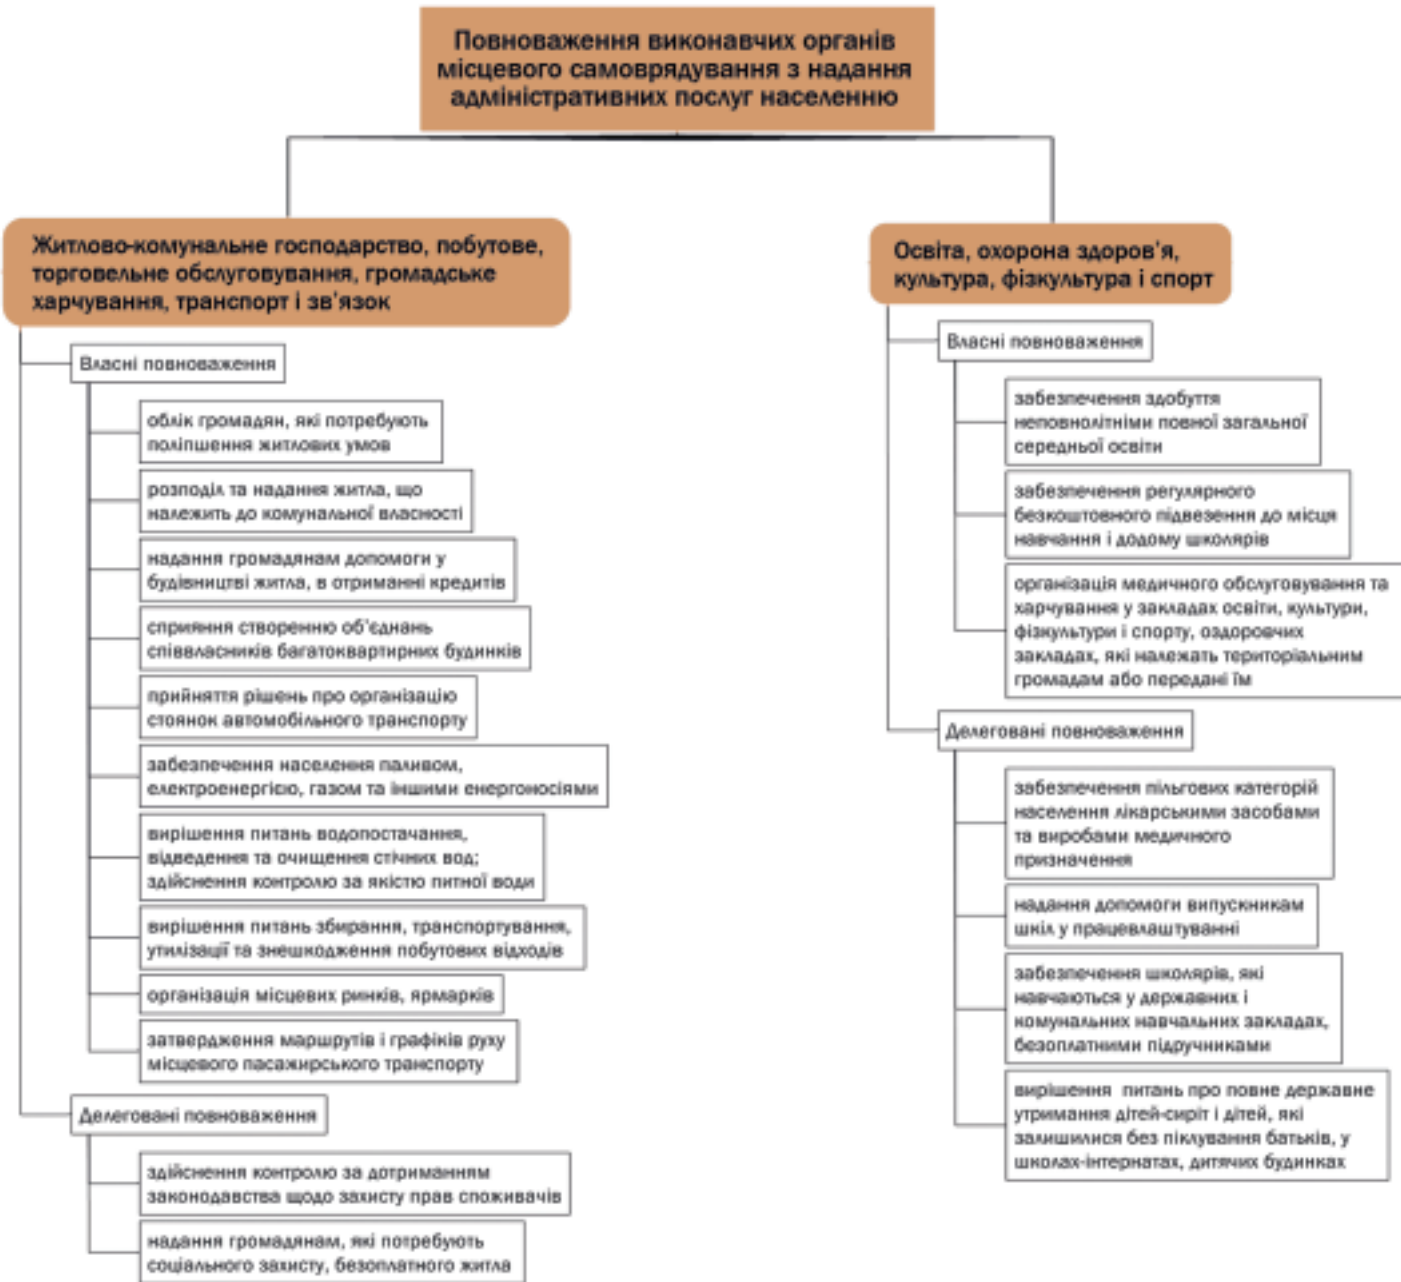 Повноваження виконавчих органів
місцевого самоврядування з надання
адміністративних послуг населенню
Житлово-комунальне господарство, побутове,
торговельне обслуговування, громадське
харчування, транспорт і зв'язок
Власні повноваження
облік громадян, які потребують
поліпшення житлових умов
розподіл та надання житла, що
належить до комунальної власності
надання громадянам допомоги у
будівництві житла, в отриманні кредитів
сприяння створенню об'єднань
співвласників багатоквартирних будинків
прийняття рішень про організацію
стоянок автомобільного транспорту
забезпечення населення паливом,
електроенергією, газом та іншими енергоносіями
вирішення питань водопостачання,
відведення та очищення стічних вод;
здійснення контролю за якістю питної води
вирішення питань збирання, транспортування,
утилізації та знешкодження побутових відходів
організація місцевих ринків, ярмарків
затвердження маршрутів і графіків руху
місцевого пасажирського транспорту
Делеговані повноваження
здійснення контролю за дотриманням
законодавства щодо захисту прав споживачів
надання громадянам, які потребують
соціального захисту, безоплатного житла
Освіта, охорона здоров'я,
культура, фізкультура і спорт
Власні повноваження
забезпечення здобуття
неповнолітніми повної загальної
середньої освіти
забезпечення регулярного
безкоштовного підвезення до місця
навчання і додому школярів
організація медичного обслуговування та
харчування у закладах освіти, культури,
фізкультури і спорту, оздоровчих
закладах, які належать територіальним
громадам або передані їм
Делеговані повноваження
забезпечення пільгових категорій
населення лікарськими засобами
та виробами медичного
призначення
надання допомоги випускникам
шкіл у працевлаштуванні
забезпечення школярів, які
навчаються у державних і
комунальних навчальних закладах,
безоплатними підручниками
вирішення питань про повне державне
утримання дітей-сиріт і дітей, які
залишилися без піклування батьків, у
школах-інтернатах, дитячих будинках